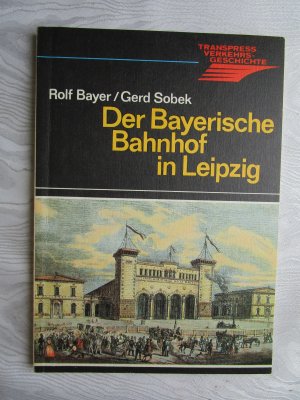 TRANSPRESS
VERKEHRS-
GESCHICHTE
Rolf Bayer/Gerd Sobek
Der Bayerische
Bahnhof
in Leipzig